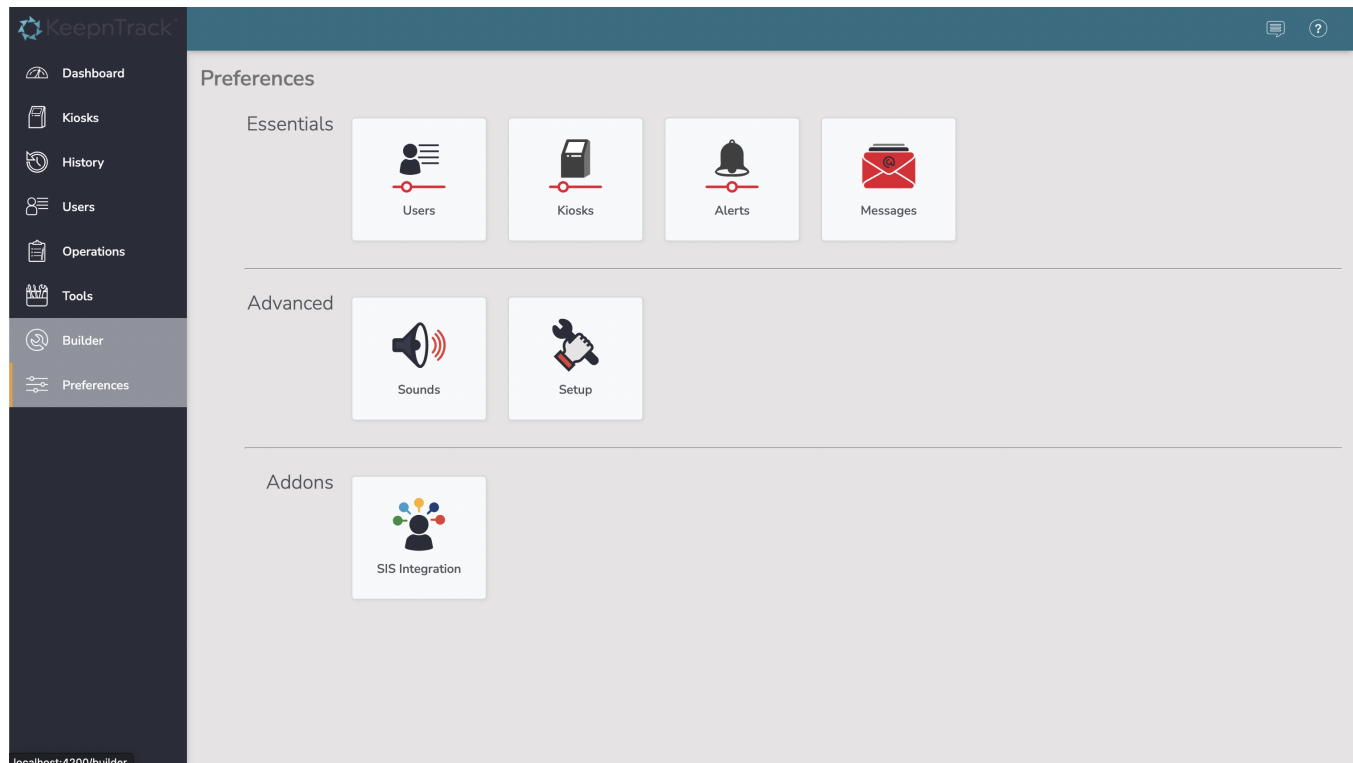 KeepnTrack
Dashboard
Kiosks
History
Users
Operations
Tools
Builder
Preferences
Preferences
Essentials
Users
Kiosks
Alerts
Messages
Advanced
Sounds
Setup
Addons
SIS Integration
localhost:4200/builder